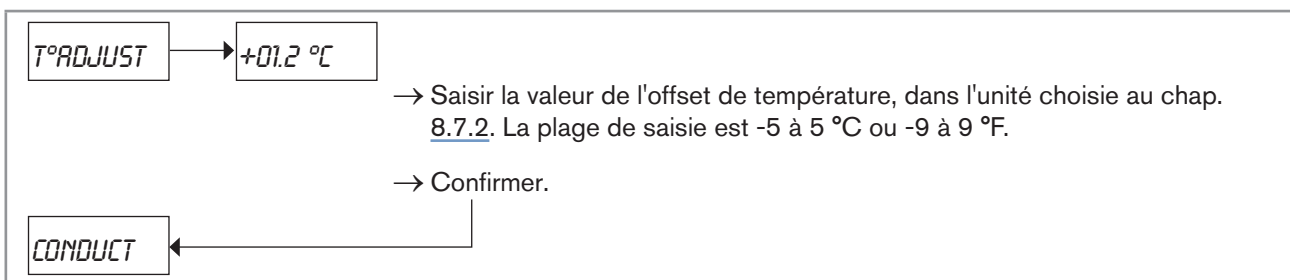 T°ADJUST
+01.2 °C
→ Saisir la valeur de l'offset de température, dans l'unité choisie au chap.
8.7.2. La plage de saisie est -5 à 5 °C ou -9 à 9 °F.
→ Confirmer.
CONDUCT